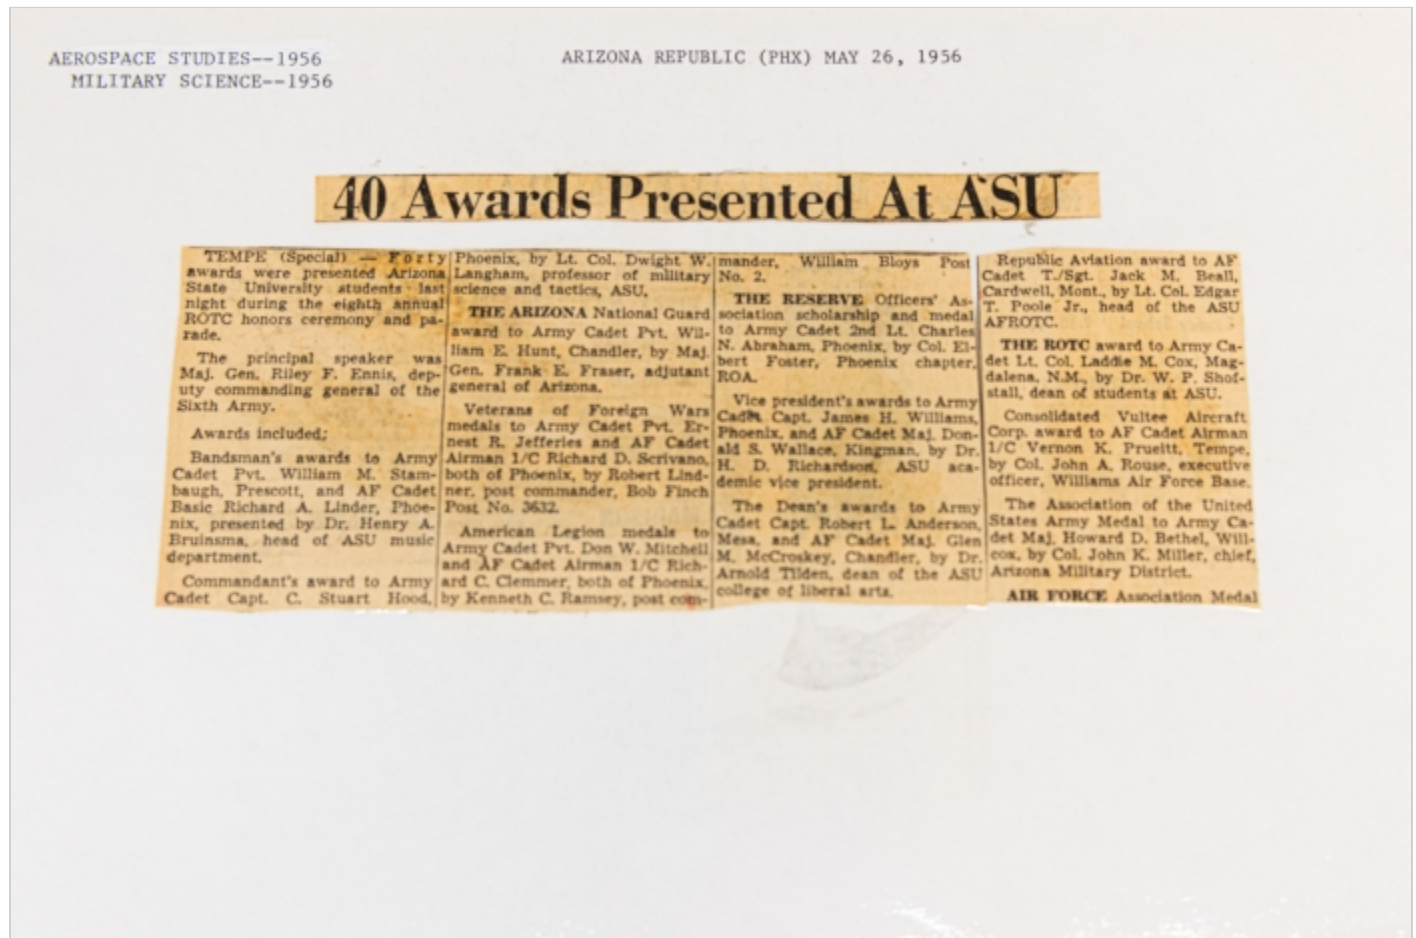 AEROSPACE STUDIES--1956
MILITARY SCIENCE--1956
ARIZONA REPUBLIC (PHX) MAY 26, 1956
40 Awards Presented At ASU
TEMPE (Special) — Forty
awards were presented Arizona
State University students last
night during the eighth annual
ROTC honors ceremony and pa-
rade.
The principal speaker was
Maj. Gen. Riley F. Ennis, dep-
uty commanding general of the
Sixth Army.
Awards included:
Bandsman's awards to Army
Cadet Pvt. William M. Stam-
baugh, Prescott, and AF Cadet
Basic Richard A. Linder, Phoe-
nix, presented by Dr. Henry A.
Bruinsma, head of ASU music
department.
Commandant's award to Army
Cadet Capt. C. Stuart Hood,
Phoenix, by Lt. Col. Dwight W.
Langham, professor of military
science and tactics, ASU.
THE ARIZONA National Guard
award to Army Cadet Pvt. Wil-
liam E. Hunt, Chandler, by Maj.
Gen. Frank E. Fraser, adjutant
general of Arizona.
Veterans of Foreign Wars
medals to Army Cadet Pvt. Er-
nest R. Jefferies and AF Cadet
Airman 1/C Richard D. Scrivano,
both of Phoenix, by Robert Lind-
ner, post commander, Bob Finch
Post No. 3632.
American Legion medals to
Army Cadet Pvt. Don W. Mitchell
and AF Cadet Airman 1/C Rich-
ard C. Clemmer, both of Phoenix,
by Kenneth C. Ramsey, post com-
mander, William Bloys Post
No. 2.
THE RESERVE Officers' As-
sociation scholarship and medal
to Army Cadet 2nd Lt. Charles
N. Abraham, Phoenix, by Col. El-
bert Foster, Phoenix chapter,
ROA.
Vice president's awards to Army
Cadet Capt. James H. Williams,
Phoenix, and AF Cadet Maj. Don-
ald S. Wallace, Kingman, by Dr.
H. D. Richardson, ASU aca-
demic vice president.
The Dean's awards to Army
Cadet Capt. Robert L. Anderson,
Mesa, and AF Cadet Maj. Glen
M. McCroskey, Chandler, by Dr.
Arnold Tilden, dean of the ASU
college of liberal arts.
Republic Aviation award to AF
Cadet T./Sgt. Jack M. Beall,
Cardwell, Mont., by Lt. Col. Edgar
T. Poole Jr., head of the ASU
AFROTC.
THE ROTC award to Army Ca-
det Lt. Col. Laddie M. Cox, Mag-
dalena, N.M., by Dr. W. P. Shof-
stall, dean of students at ASU.
Consolidated Vultee Aircraft
Corp. award to AF Cadet Airman
1/C Vernon K. Prueitt, Tempe,
by Col. John A. Rouse, executive
officer, Williams Air Force Base.
The Association of the United
States Army Medal to Army Ca-
det Maj. Howard D. Bethel, Will-
cox, by Col. John K. Miller, chief,
Arizona Military District.
AIR FORCE Association Medal